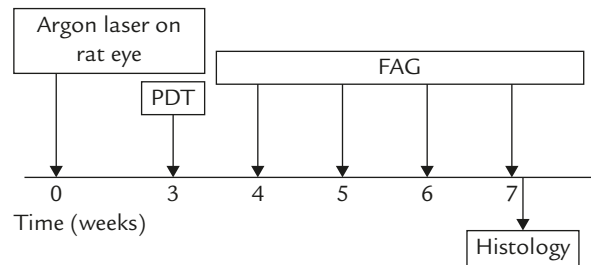 Argon laser on
rat eye
FAG
PDT
0 3 4 5 6 7
Time (weeks)
Histology